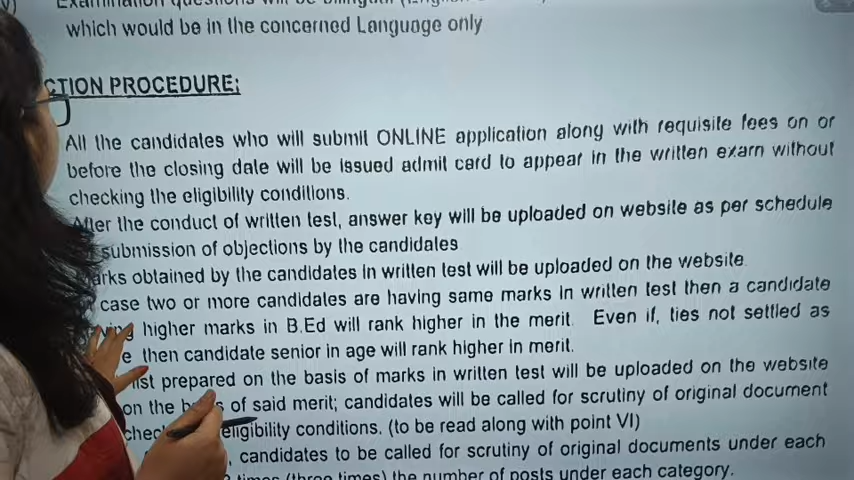 which would be in the concerned Language only
CTION PROCEDURE;
All the candidates who will submit ONLINE application along with requisite fees on or
before the closing date will be issued admit card to appear in the written exam without
checking the eligibility conditions.
After the conduct of written test, answer key will be uploaded on website as per schedule
submission of objections by the candidates
arks obtained by the candidates in written test will be uploaded on the website
case two or more candidates are having same marks in written test then a candidate
higher marks in B.Ed will rank higher in the merit. Even if, ties not settled as
then candidate senior in age will rank higher in merit.
list prepared on the basis of marks in written test will be uploaded on the website
on the of said merit; candidates will be called for scrutiny of original document
eligibility conditions. (to be read along with point VI)
, candidates to be called for scrutiny of original documents under each
times (three times) the number of posts under each category.